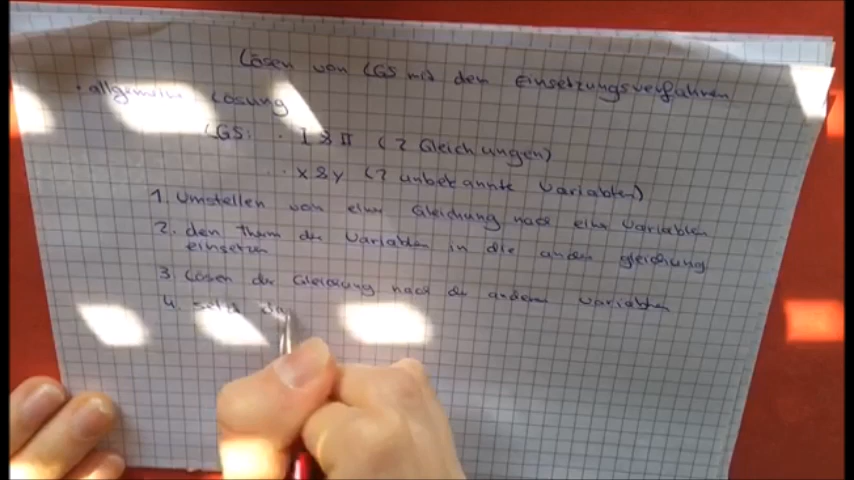 Lösen von LGS mit dem Einsetzungsverfahren
• allgemeine Lösung
LGS: • I & II (2 Gleichungen)
• x & y (2 unbekannte Variablen)
1. Umstellen von einer Gleichung nach einer Variablen
2. den Therm der Variablen in die andere gleichung
einsetzen
3. Lösen der Gleichung nach der anderen Variablen
4.